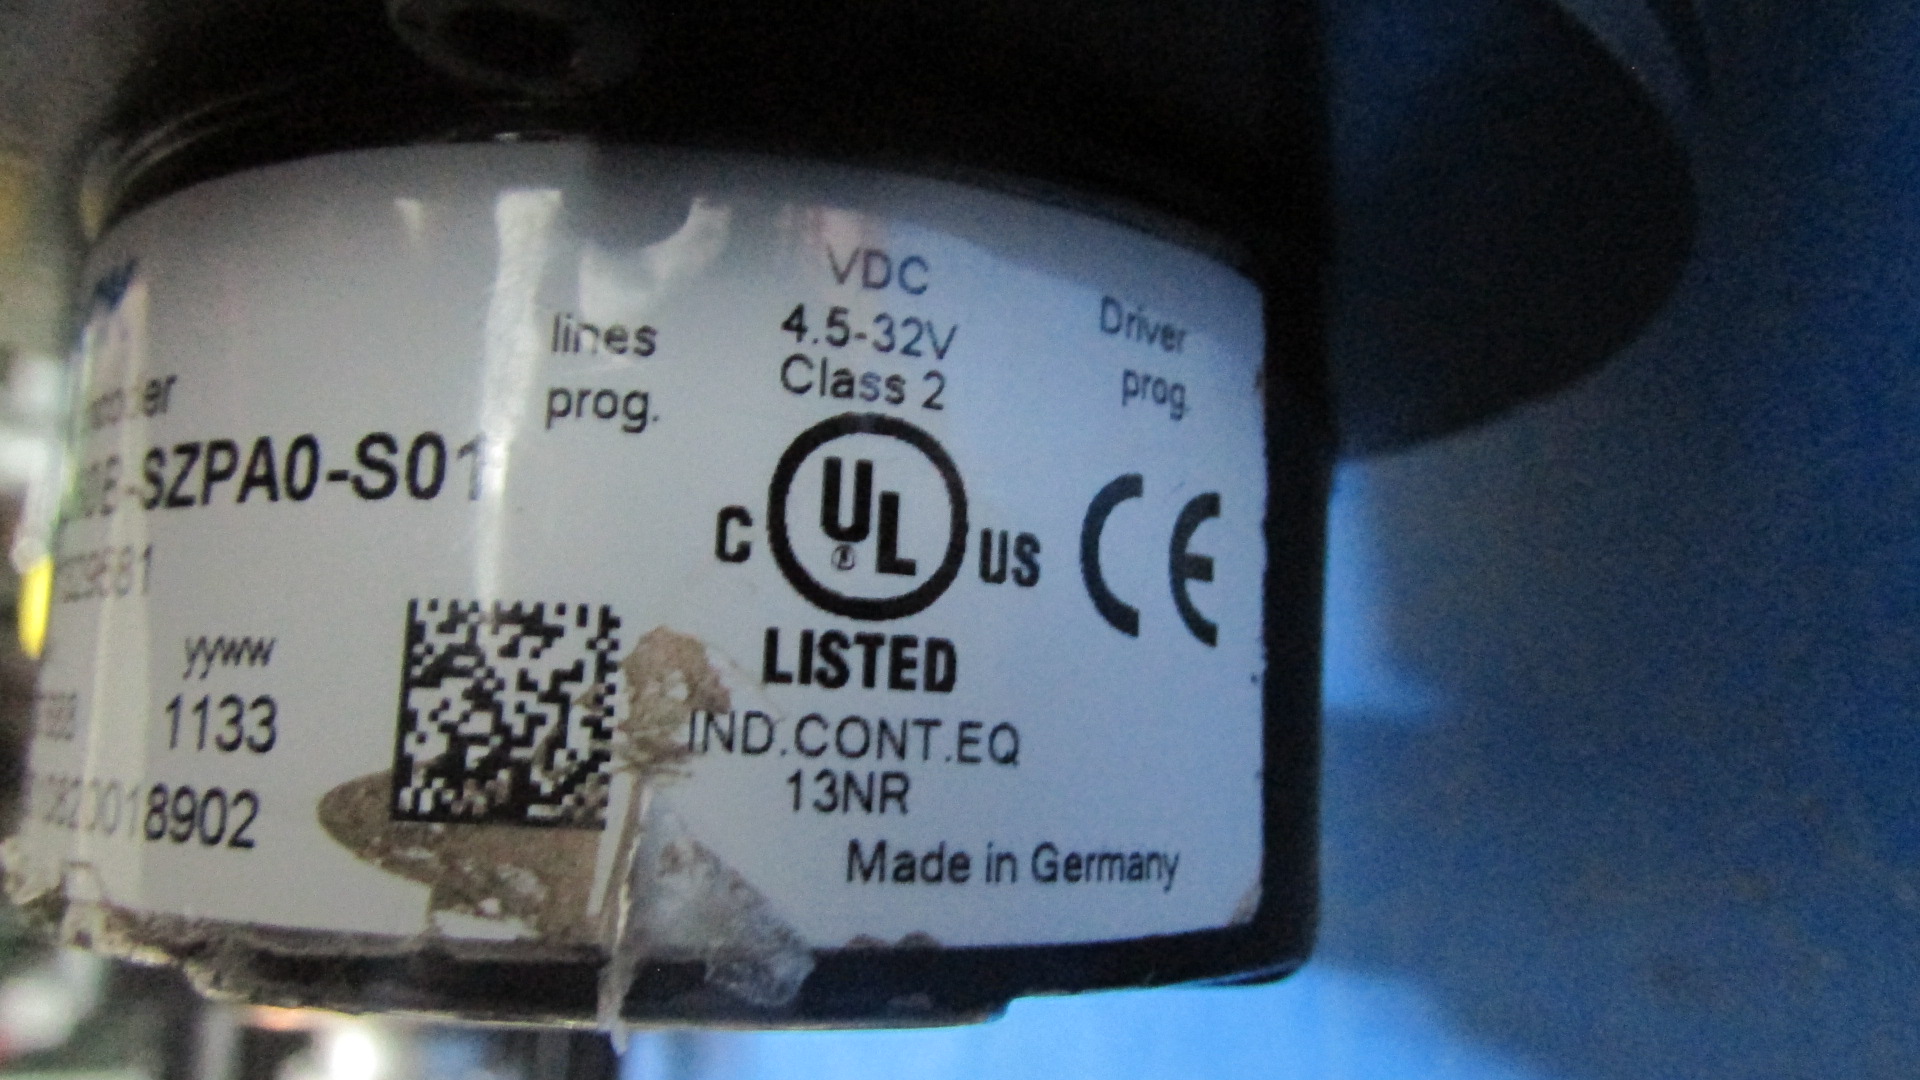 VDC
lines
4.5-32V
Driver
prog.
Class 2
prog.
-SZPA0-S01
C UL US
®
CE
LISTED
yyww
1133
IND.CONT.EQ
13NR
0018902
Made in Germany